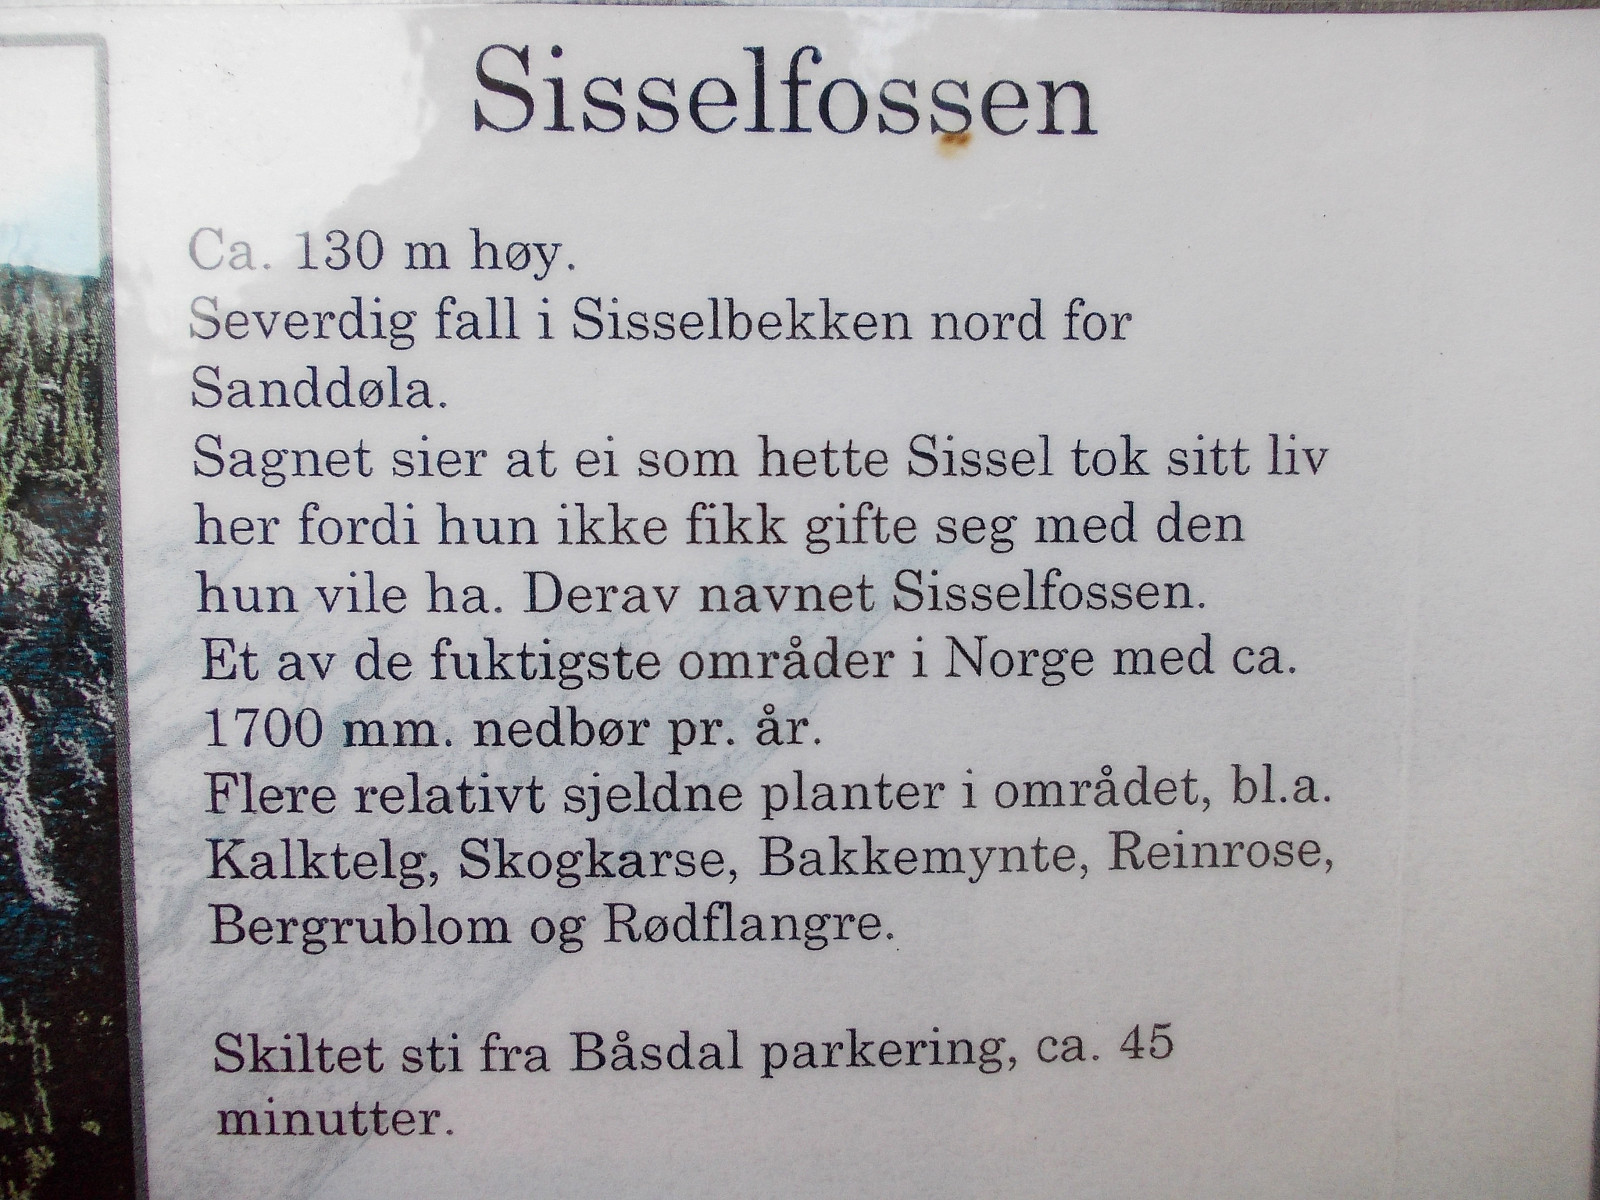 Sisselfossen
Ca. 130 m høy.
Severdig fall i Sisselbekken nord for
Sanddøla.
Sagnet sier at ei som hette Sissel tok sitt liv
her fordi hun ikke fikk gifte seg med den
hun vile ha. Derav navnet Sisselfossen.
Et av de fuktigste områder i Norge med ca.
1700 mm. nedbør pr. år.
Flere relativt sjeldne planter i området, bl.a.
Kalktelg, Skogkarse, Bakkemynte, Reinrose,
Bergrublom og Rødflangre.
Skiltet sti fra Båsdal parkering, ca. 45
minutter.